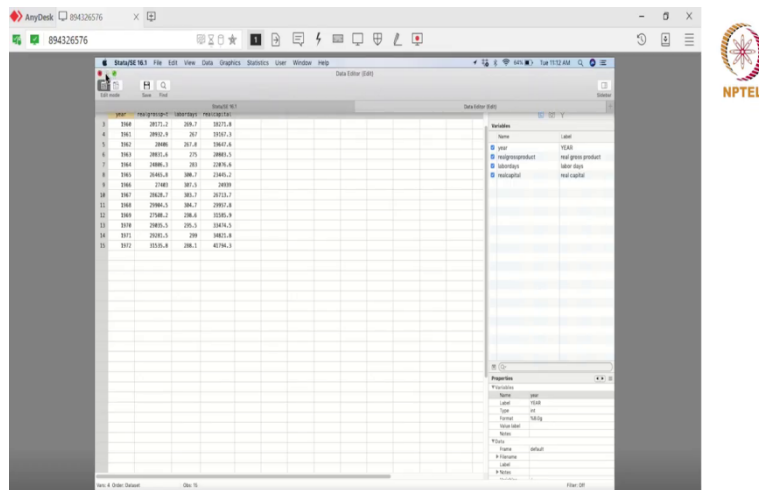 AnyDesk 894326576
894326576
Stata/SE 16.1 File Edit View Data Graphics Statistics User Window Help 64% Tue 11:12 AM
Data Editor (Edit)
Edit mode Save Find Sidebar
Stata/SE 16.1 Data Editor (Edit)
year realgrossp~t labordays realcapital
3 1960 20171.2 269.7 18271.8
4 1961 20932.9 267 19167.3
5 1962 20406 267.8 19647.6
6 1963 20831.6 275 20803.5
7 1964 24806.3 283 22076.6
8 1965 26465.8 300.7 23445.2
9 1966 27403 307.5 24939
10 1967 28628.7 303.7 26713.7
11 1968 29904.5 304.7 29957.8
12 1969 27508.2 298.6 31585.9
13 1970 29035.5 295.5 33474.5
14 1971 29281.5 299 34821.8
15 1972 31535.8 288.1 41794.3
Variables
Name Label
year YEAR
realgrossproduct real gross product
labordays labor days
realcapital real capital
Properties
Variables
Name year
Label YEAR
Type int
Format %8.0g
Value label
Notes
Data
Frame default
Filename
Label
Notes
Vars: 4 Order: Dataset Obs: 15 Filter: Off
NPTEL